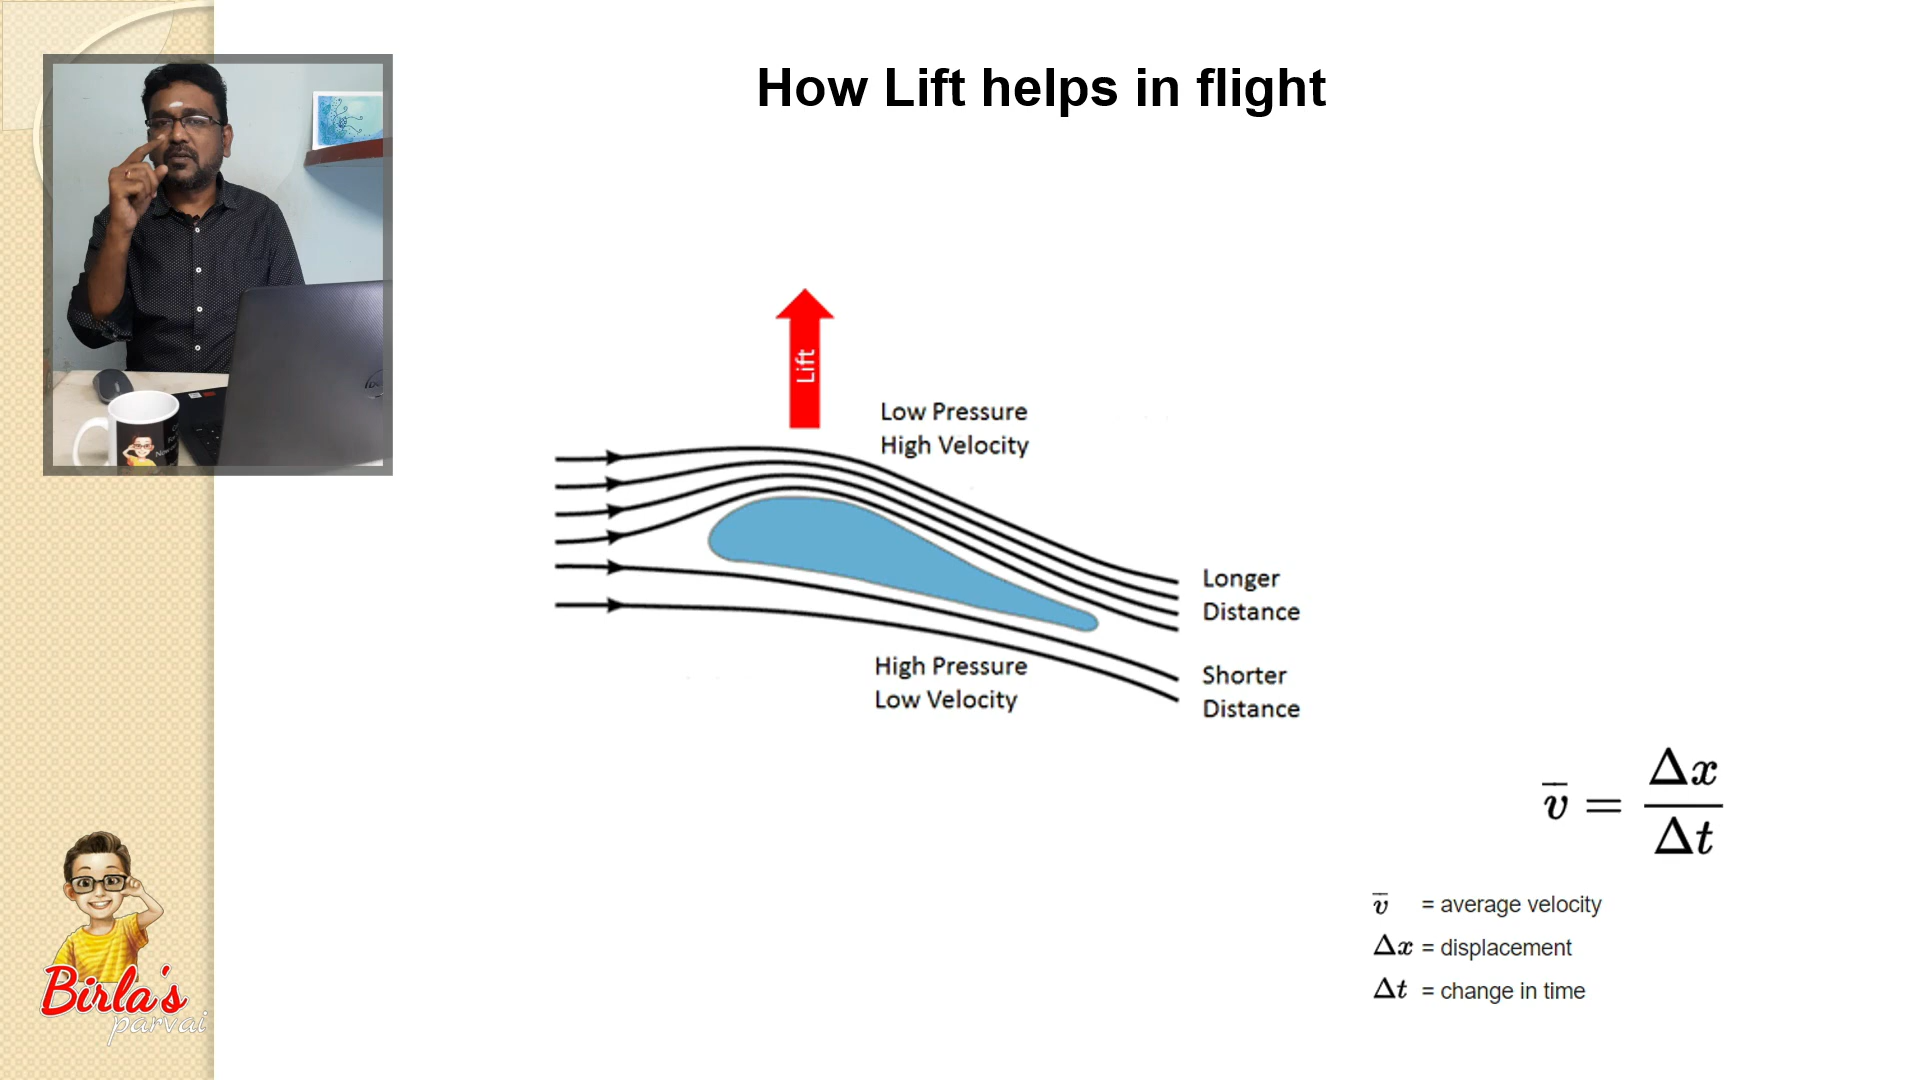 How Lift helps in flight
Lift
Low Pressure
High Velocity
Longer
Distance
High Pressure
Low Velocity
Shorter
Distance
v̅ = Δx / Δt
v̅ = average velocity
Δx = displacement
Δt = change in time
Birla's
parvai